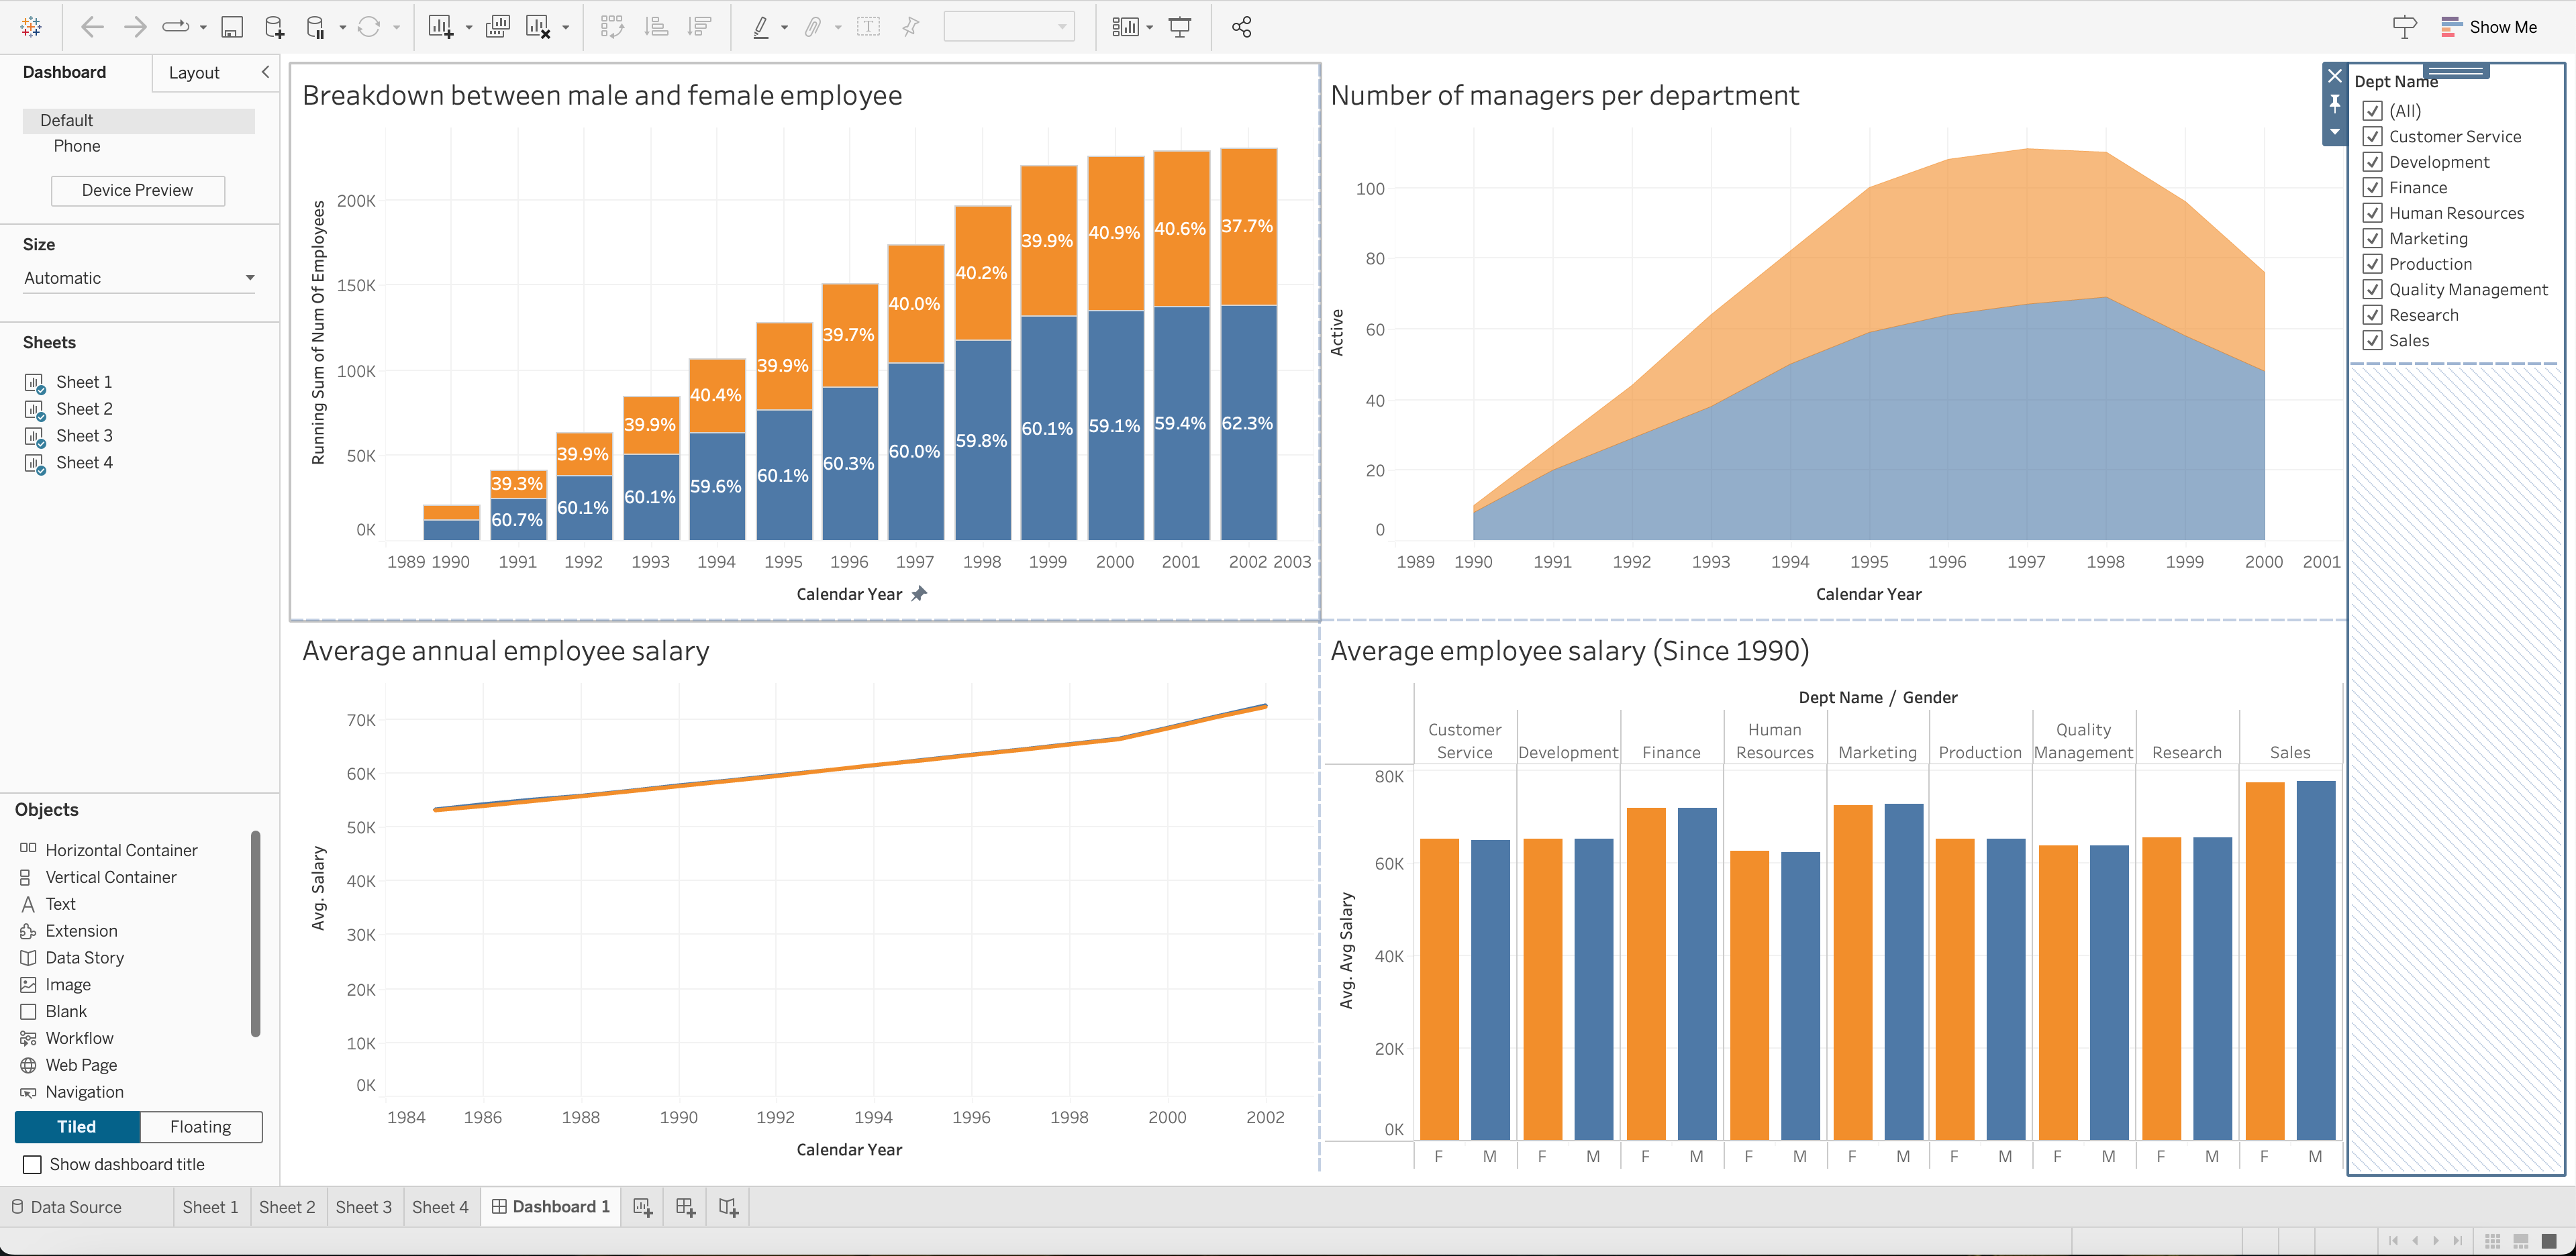 Show Me
Dashboard
Layout
Default
Phone
Device Preview
Size
Automatic
Sheets
Sheet 1
Sheet 2
Sheet 3
Sheet 4
Objects
Horizontal Container
Vertical Container
Text
Extension
Data Story
Image
Blank
Workflow
Web Page
Navigation
Tiled Floating
Show dashboard title
Breakdown between male and female employee
Running Sum of Num Of Employees
200K
150K
100K
50K
0K
39.3%
60.7%
39.9%
60.1%
39.9%
60.1%
40.4%
59.6%
39.9%
60.1%
39.7%
60.3%
40.0%
60.0%
40.2%
59.8%
39.9%
60.1%
40.9%
59.1%
40.6%
59.4%
37.7%
62.3%
1989 1990 1991 1992 1993 1994 1995 1996 1997 1998 1999 2000 2001 2002 2003
Calendar Year
Number of managers per department
Active
100
80
60
40
20
0
1989 1990 1991 1992 1993 1994 1995 1996 1997 1998 1999 2000 2001
Calendar Year
Dept Name
(All)
Customer Service
Development
Finance
Human Resources
Marketing
Production
Quality Management
Research
Sales
Average annual employee salary
Avg. Salary
70K
60K
50K
40K
30K
20K
10K
0K
1984 1986 1988 1990 1992 1994 1996 1998 2000 2002
Calendar Year
Average employee salary (Since 1990)
Dept Name / Gender
Customer
Service
Development
Finance
Human
Resources
Marketing
Production
Quality
Management
Research
Sales
Avg. Avg Salary
80K
60K
40K
20K
0K
F M F M F M F M F M F M F M F M F M
Data Source Sheet 1 Sheet 2 Sheet 3 Sheet 4 Dashboard 1